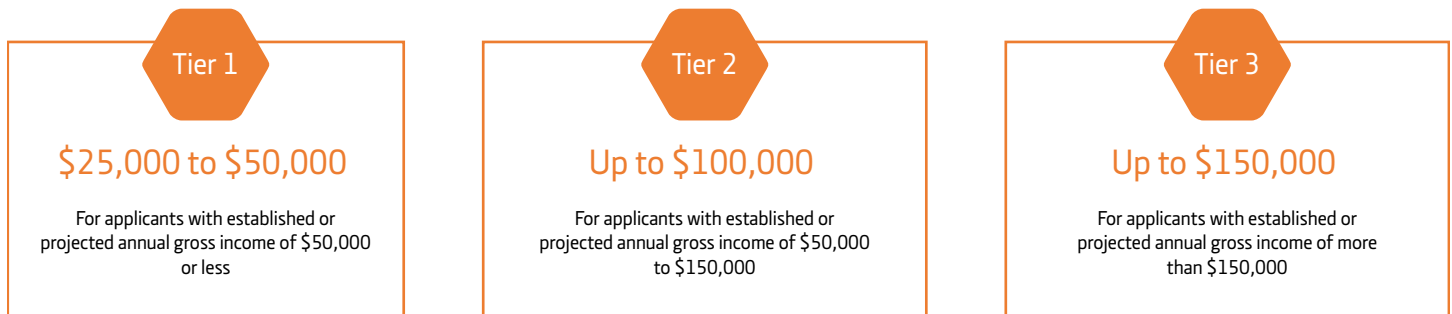 Tier 1
$25,000 to $50,000
For applicants with established or
projected annual gross income of $50,000
or less
Tier 2
Up to $100,000
For applicants with established or
projected annual gross income of $50,000
to $150,000
Tier 3
Up to $150,000
For applicants with established or
projected annual gross income of more
than $150,000